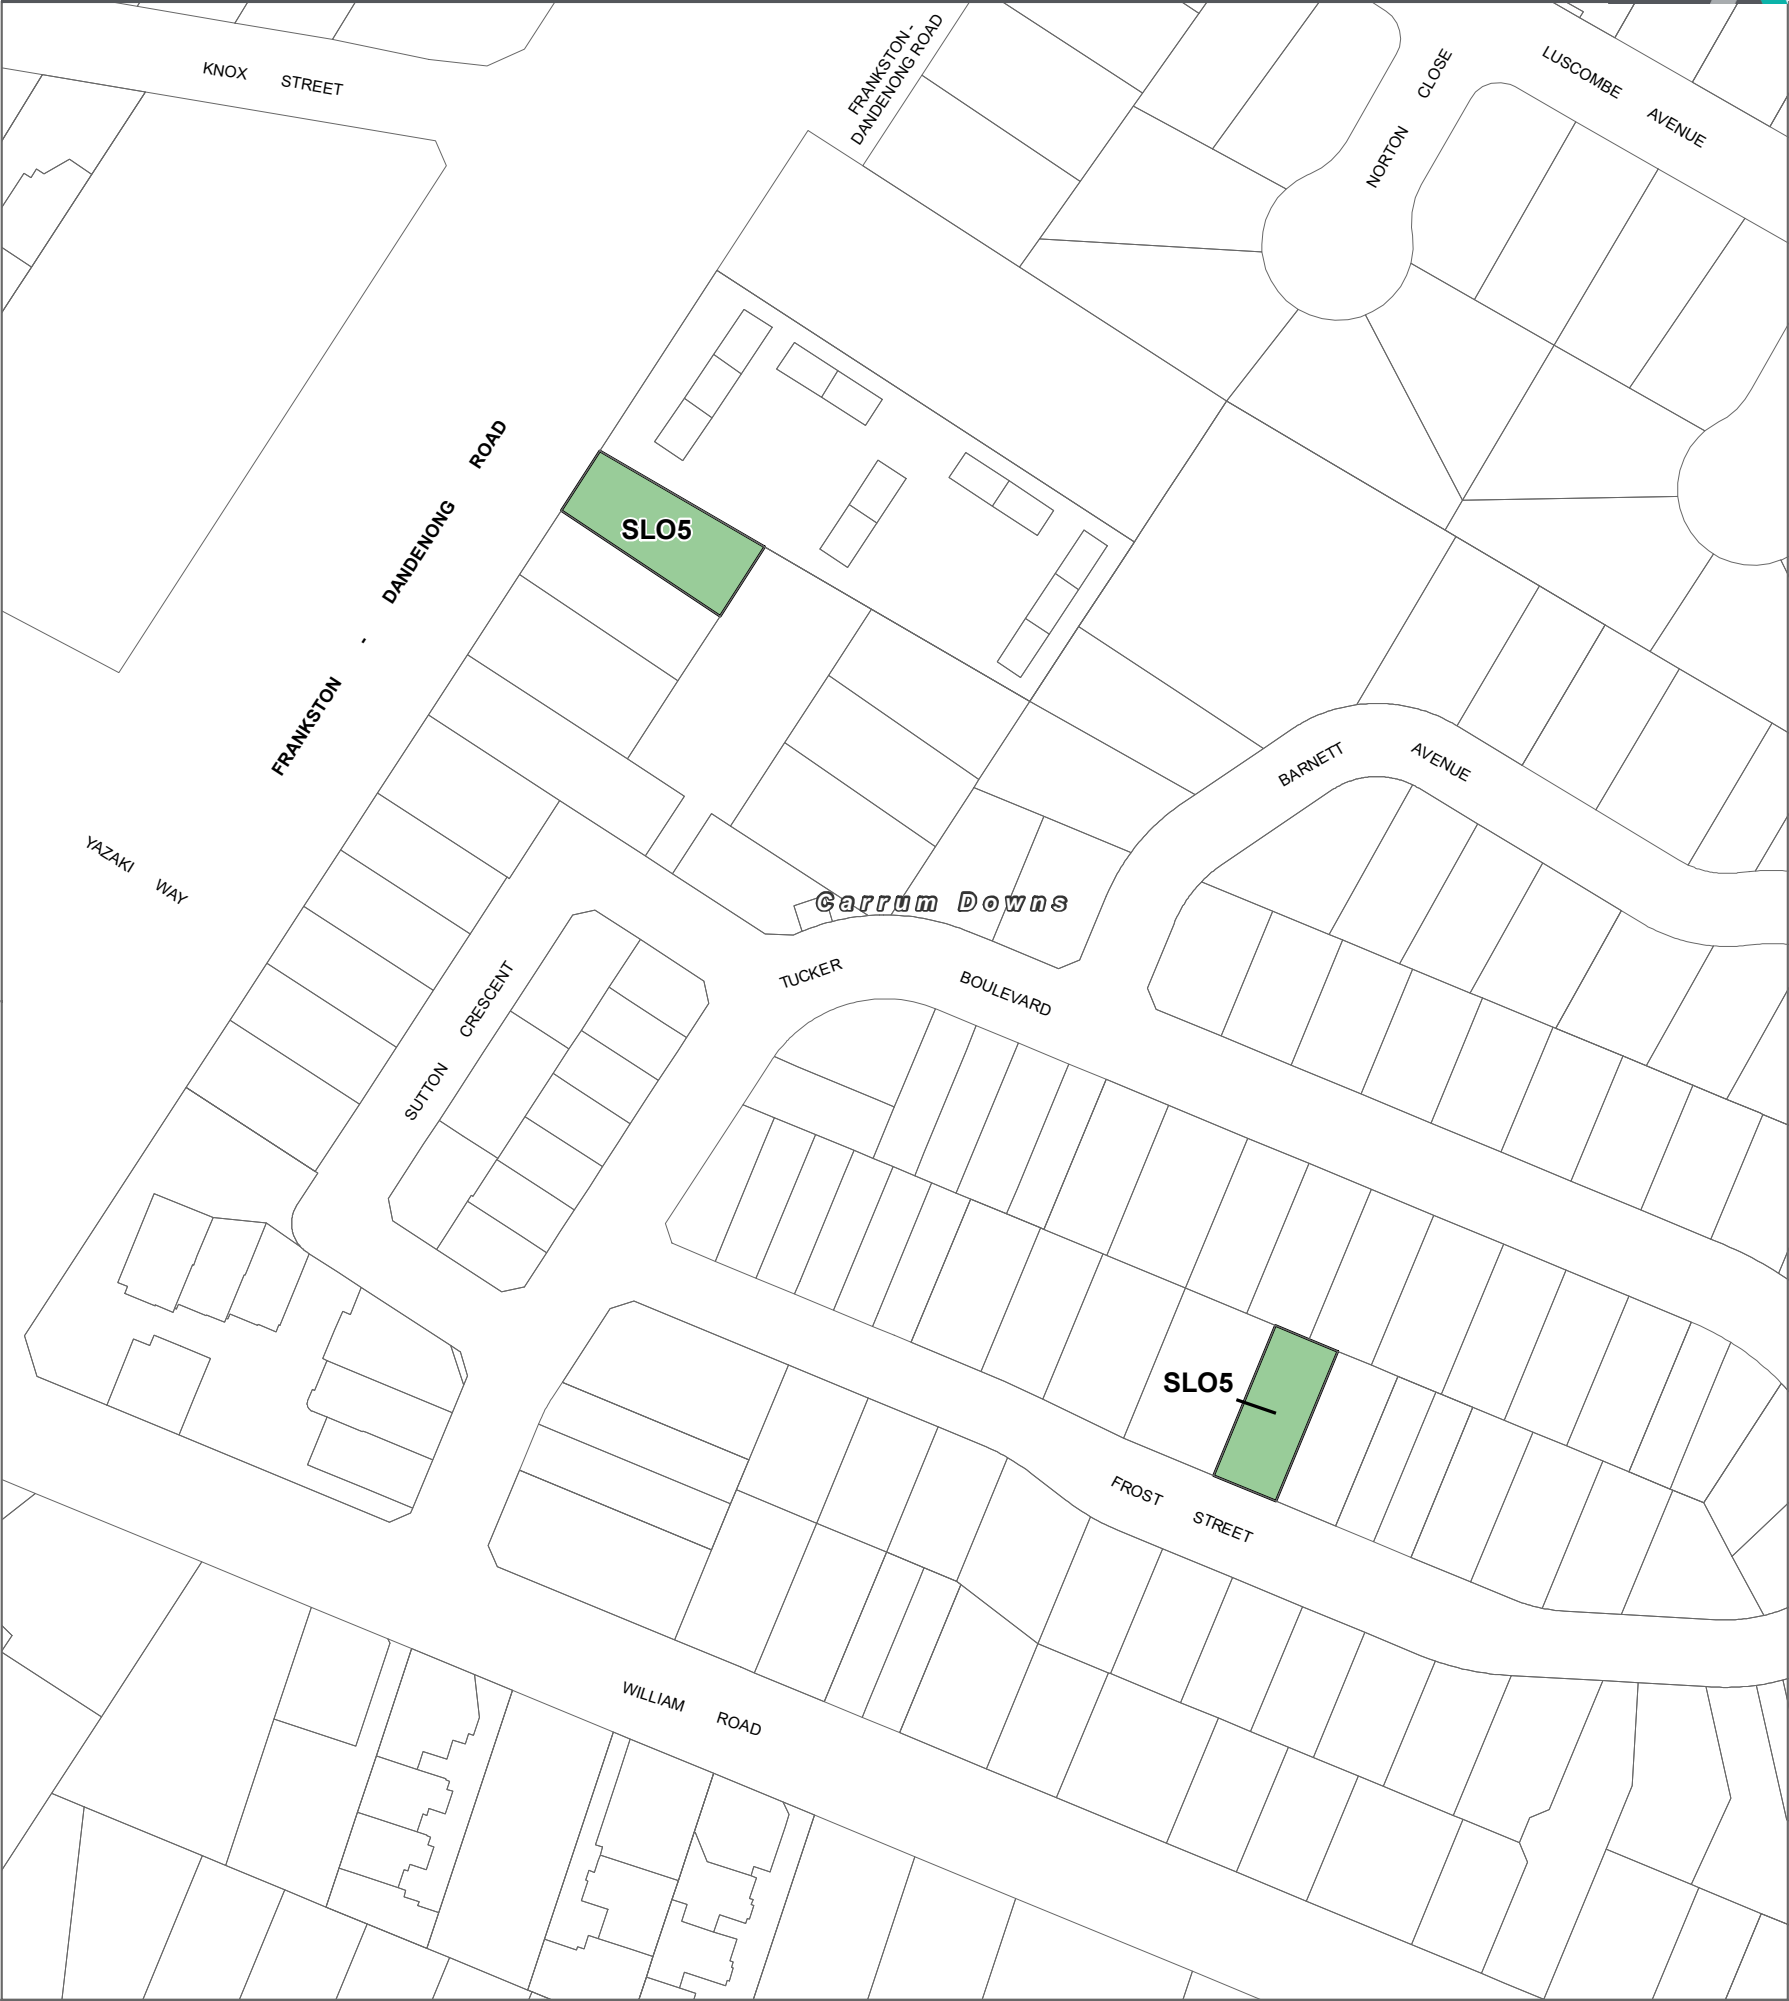 KNOX STREET
FRANKSTON -
DANDENONG ROAD
NORTON CLOSE
LUSCOMBE AVENUE
FRANKSTON - DANDENONG ROAD
SLO5
YAZAKI WAY
BARNETT AVENUE
Carrum Downs
TUCKER BOULEVARD
SUTTON CRESCENT
SLO5
FROST STREET
WILLIAM ROAD